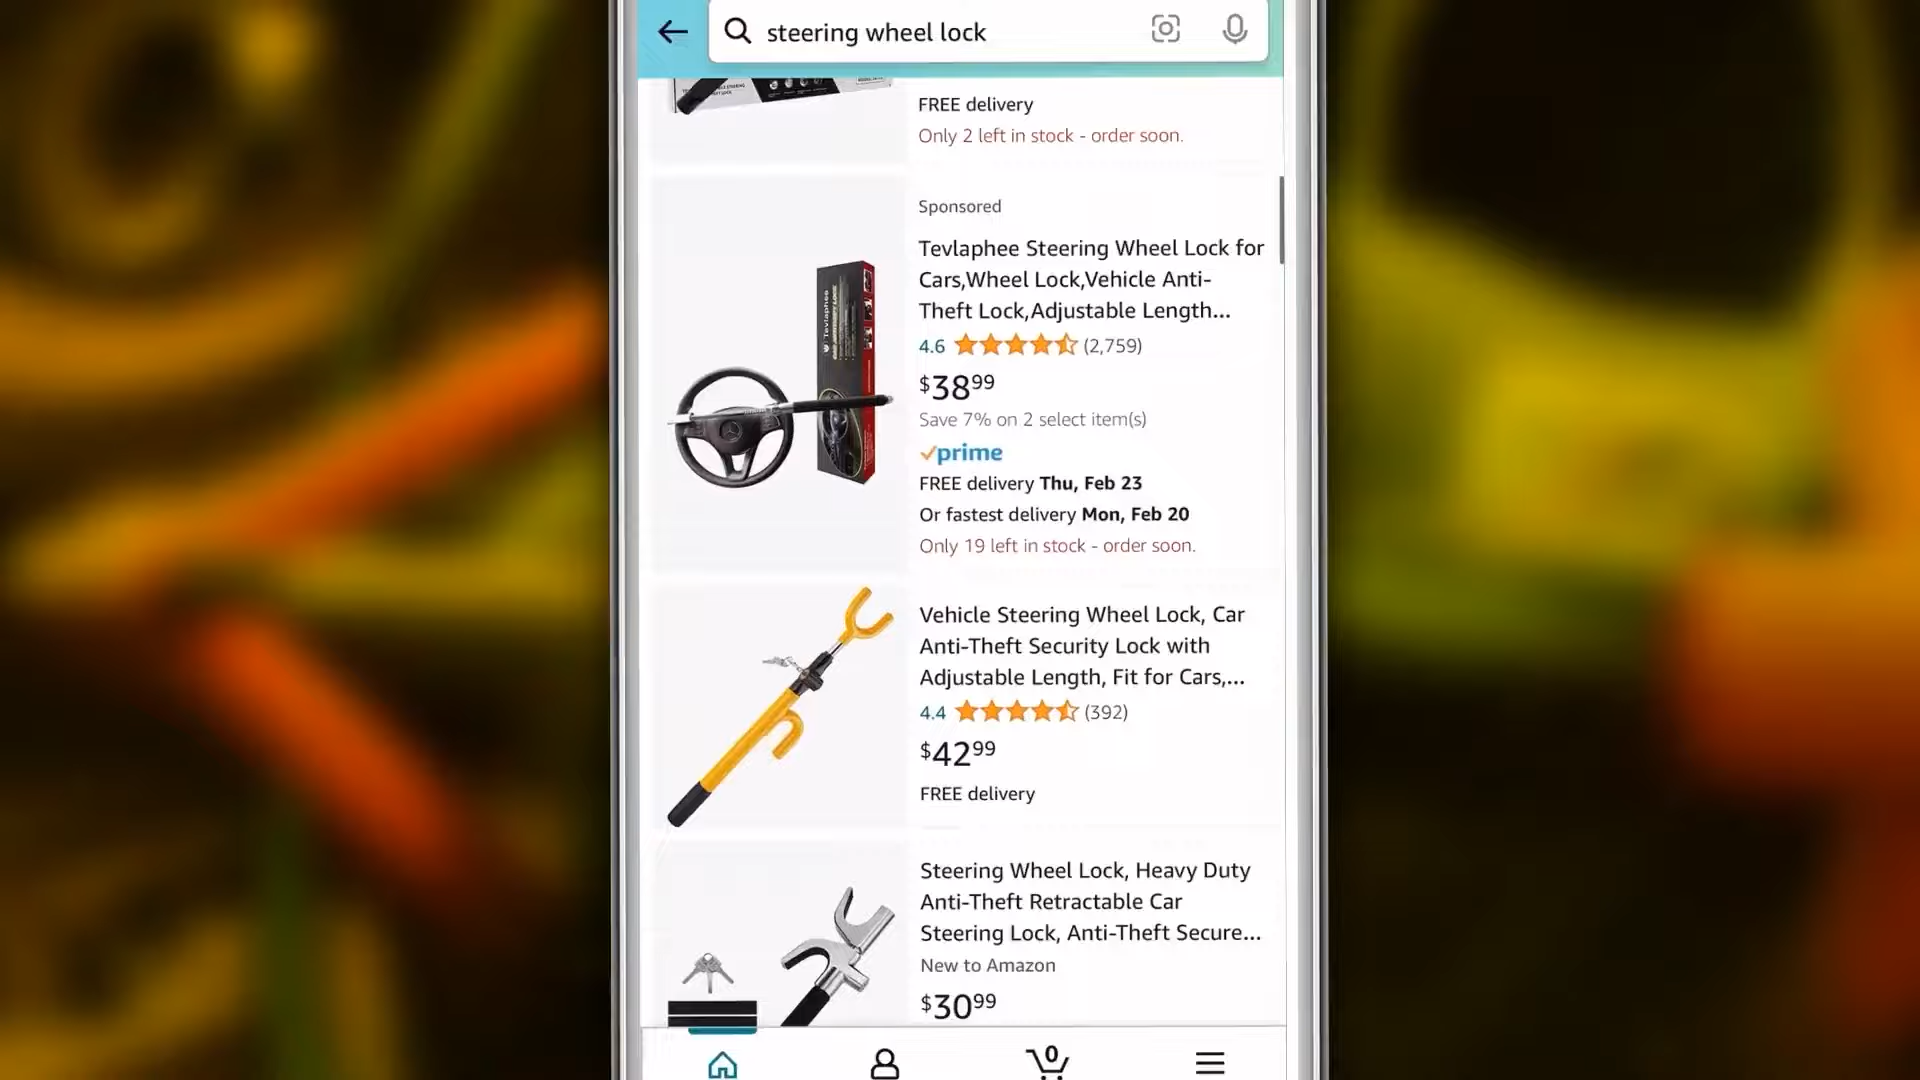 steering wheel lock
FREE delivery
Only 2 left in stock - order soon.
Sponsored
Tevlaphee Steering Wheel Lock for
Cars,Wheel Lock,Vehicle Anti-
Theft Lock,Adjustable Length...
4.6 (2,759)
$38.99
Save 7% on 2 select item(s)
prime
FREE delivery Thu, Feb 23
Or fastest delivery Mon, Feb 20
Only 19 left in stock - order soon.
Tevlaphee
Vehicle Steering Wheel Lock, Car
Anti-Theft Security Lock with
Adjustable Length, Fit for Cars,...
4.4 (392)
$42.99
FREE delivery
Steering Wheel Lock, Heavy Duty
Anti-Theft Retractable Car
Steering Lock, Anti-Theft Secure...
New to Amazon
$30.99
0